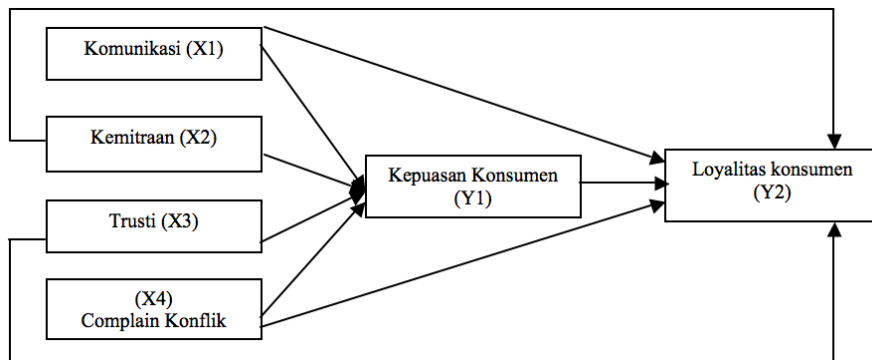 Komunikasi (X1)
Kemitraan (X2)
Trusti (X3)
(X4)
Complain Konflik
Kepuasan Konsumen
(Y1)
Loyalitas konsumen
(Y2)